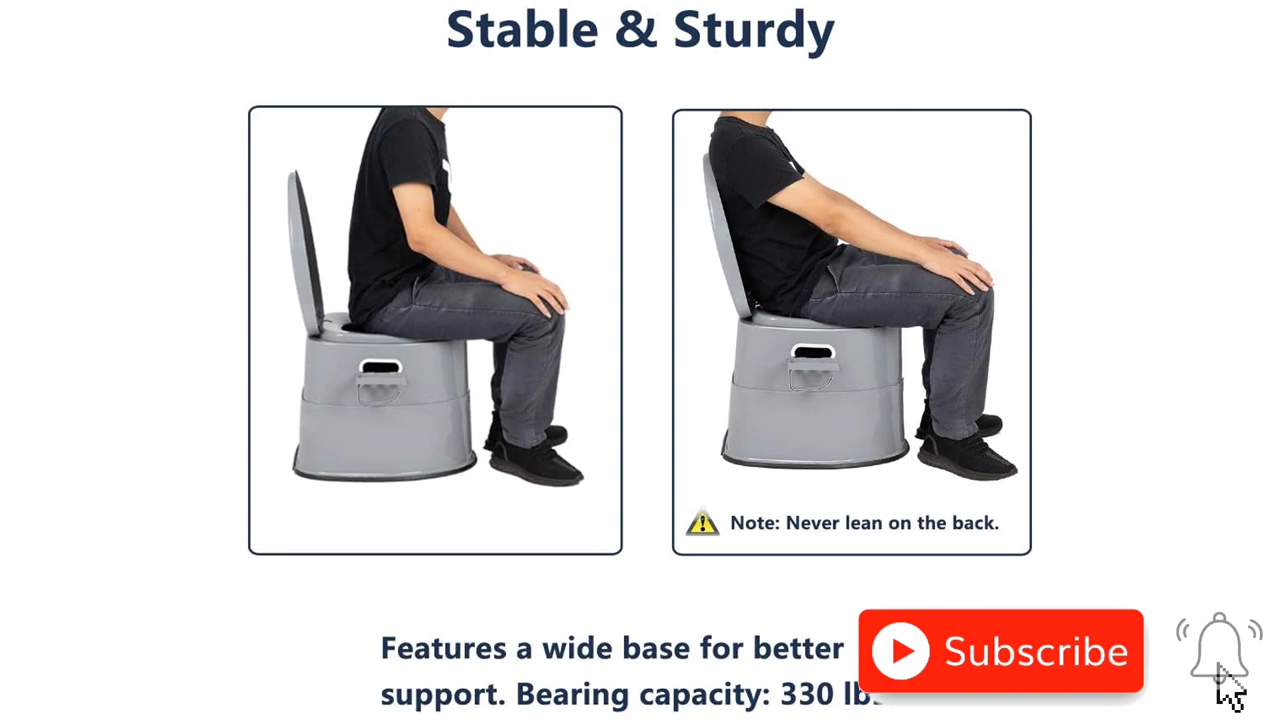 Stable & Sturdy
Note: Never lean on the back.
Features a wide base for better
support. Bearing capacity: 330
Subscribe